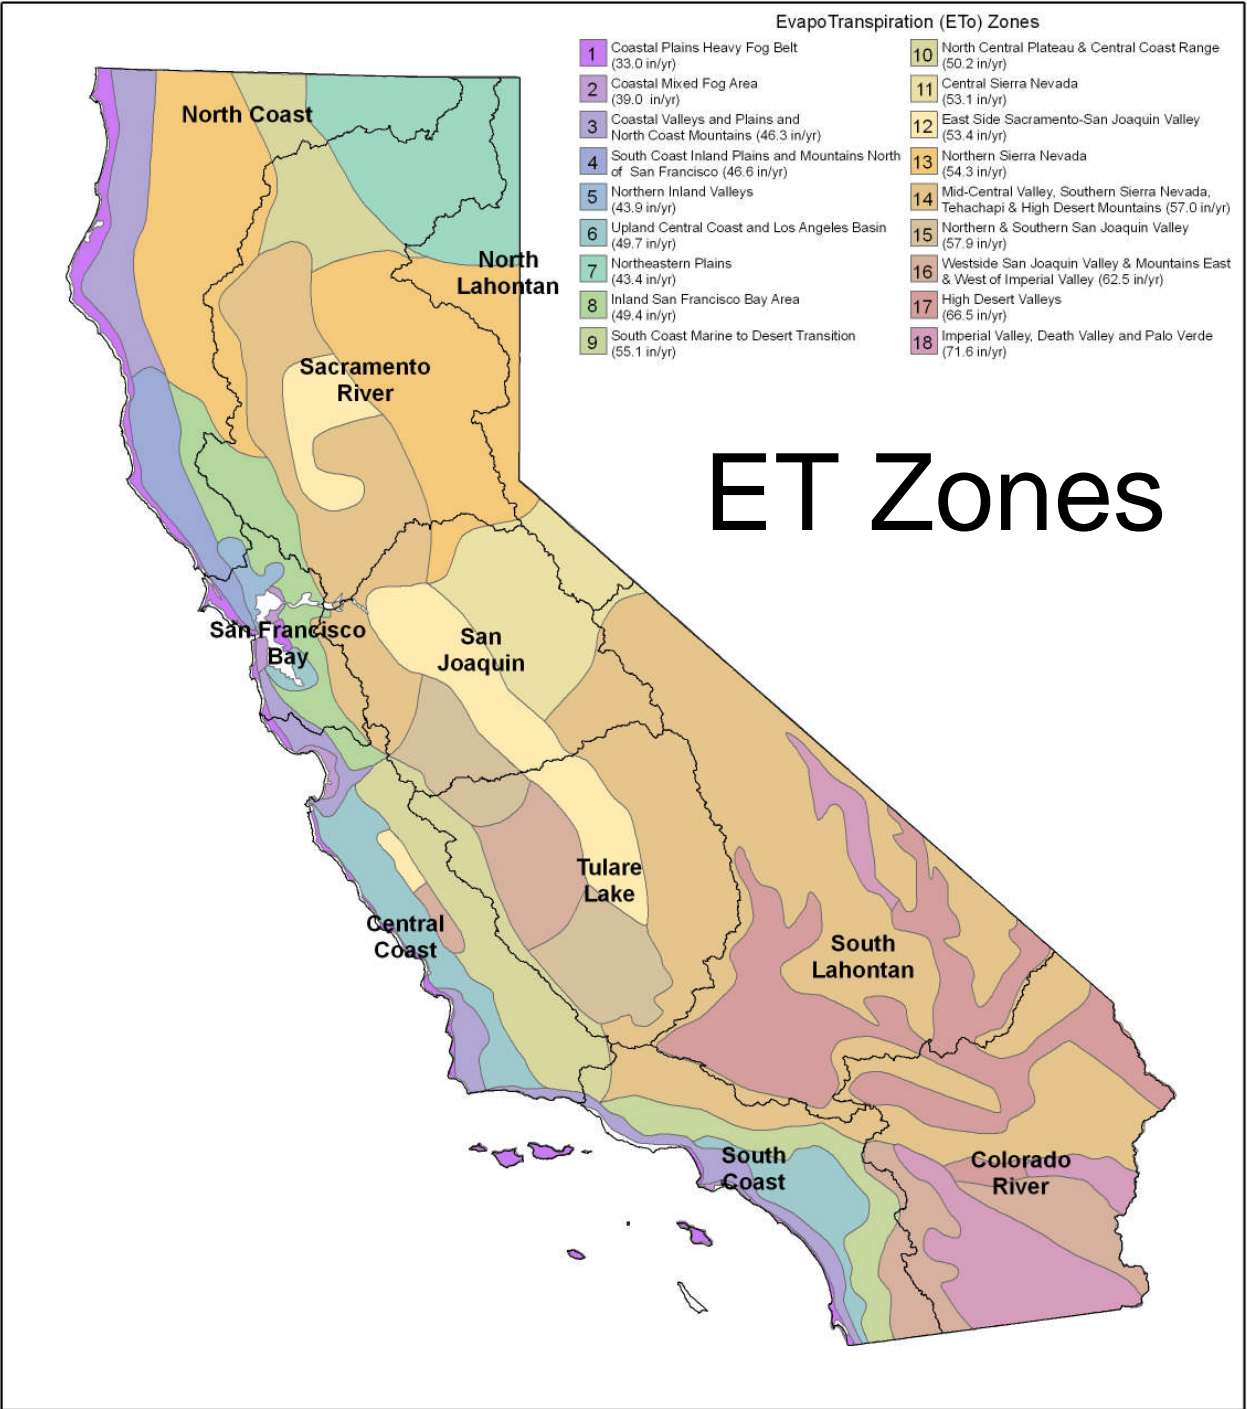 EvapoTranspiration (ETo) Zones
1 Coastal Plains Heavy Fog Belt
(33.0 in/yr)
2 Coastal Mixed Fog Area
(39.0 in/yr)
3 Coastal Valleys and Plains and
North Coast Mountains (46.3 in/yr)
4 South Coast Inland Plains and Mountains North
of San Francisco (46.6 in/yr)
5 Northern Inland Valleys
(43.9 in/yr)
6 Upland Central Coast and Los Angeles Basin
(49.7 in/yr)
7 Northeastern Plains
(43.4 in/yr)
8 Inland San Francisco Bay Area
(49.4 in/yr)
9 South Coast Marine to Desert Transition
(55.1 in/yr)
10 North Central Plateau & Central Coast Range
(50.2 in/yr)
11 Central Sierra Nevada
(53.1 in/yr)
12 East Side Sacramento-San Joaquin Valley
(53.4 in/yr)
13 Northern Sierra Nevada
(54.3 in/yr)
14 Mid-Central Valley, Southern Sierra Nevada,
Tehachapi & High Desert Mountains (57.0 in/yr)
15 Northern & Southern San Joaquin Valley
(57.9 in/yr)
16 Westside San Joaquin Valley & Mountains East
& West of Imperial Valley (62.5 in/yr)
17 High Desert Valleys
(66.5 in/yr)
18 Imperial Valley, Death Valley and Palo Verde
(71.6 in/yr)
ET Zones
North Coast
North
Lahontan
Sacramento
River
San Francisco
Bay
San
Joaquin
Tulare
Lake
Central
Coast
South
Lahontan
South
Coast
Colorado
River